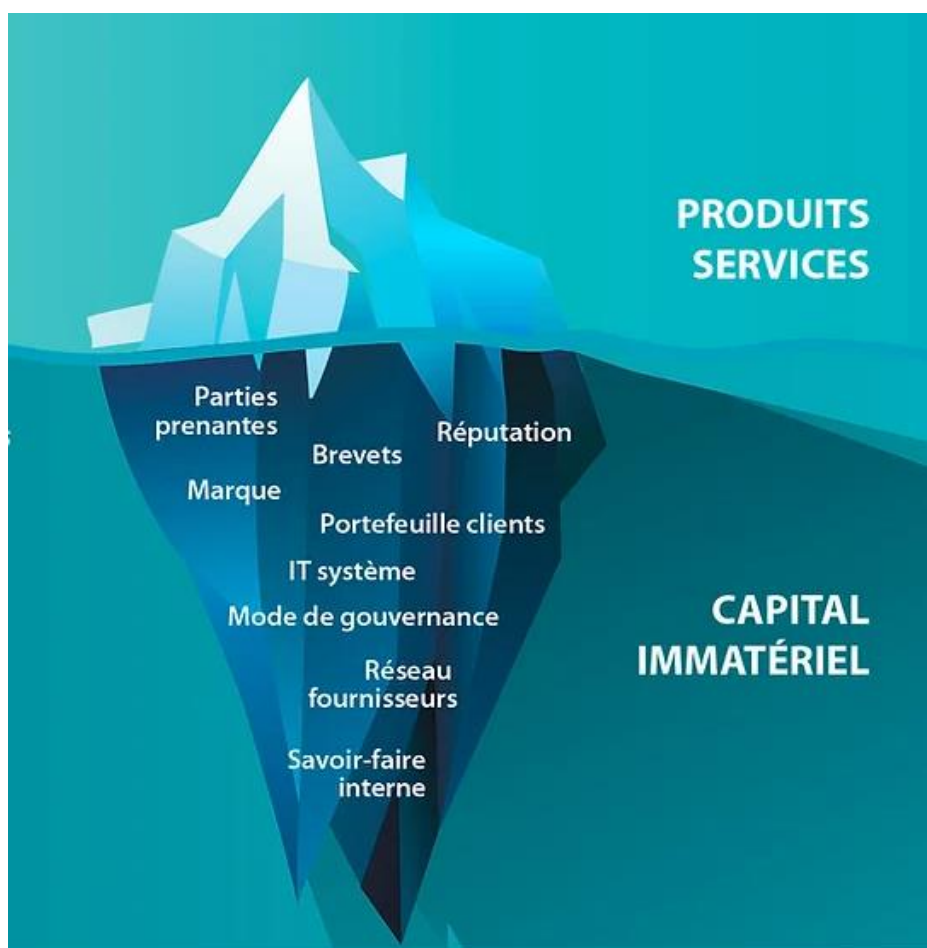 PRODUITS
SERVICES
Parties
prenantes
Réputation
Brevets
Marque
Portefeuille clients
IT système
Mode de gouvernance
CAPITAL
IMMATÉRIEL
Réseau
fournisseurs
Savoir-faire
interne